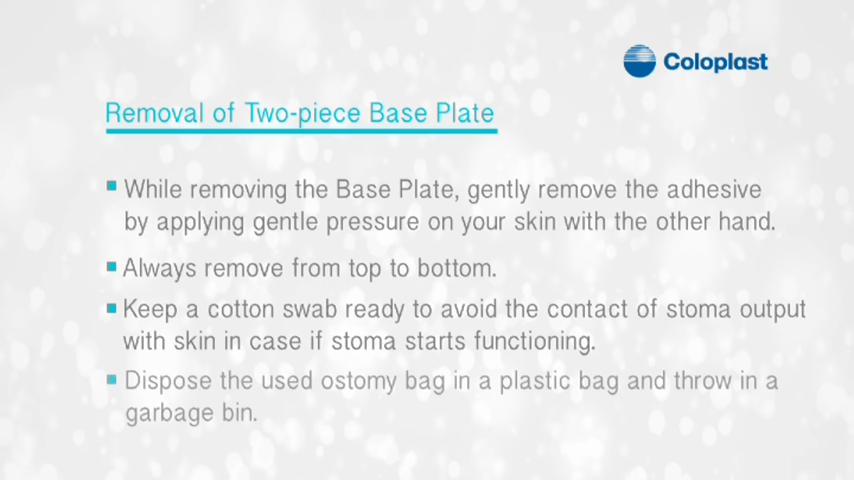 Coloplast
Removal of Two-piece Base Plate
While removing the Base Plate, gently remove the adhesive
by applying gentle pressure on your skin with the other hand.
Always remove from top to bottom.
Keep a cotton swab ready to avoid the contact of stoma output
with skin in case if stoma starts functioning.
Dispose the used ostomy bag in a plastic bag and throw in a
garbage bin.